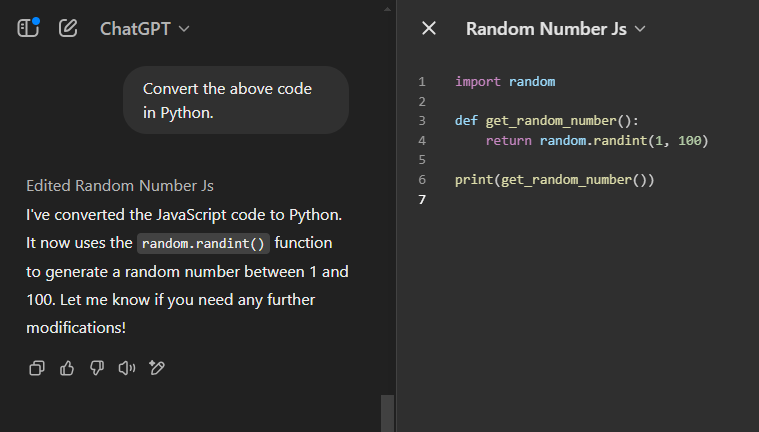 ChatGPT
Convert the above code
in Python.
Edited Random Number Js
I've converted the JavaScript code to Python.
It now uses the random.randint() function
to generate a random number between 1 and
100. Let me know if you need any further
modifications!
Random Number Js
1 import random
2
3 def get_random_number():
4     return random.randint(1, 100)
5
6 print(get_random_number())
7